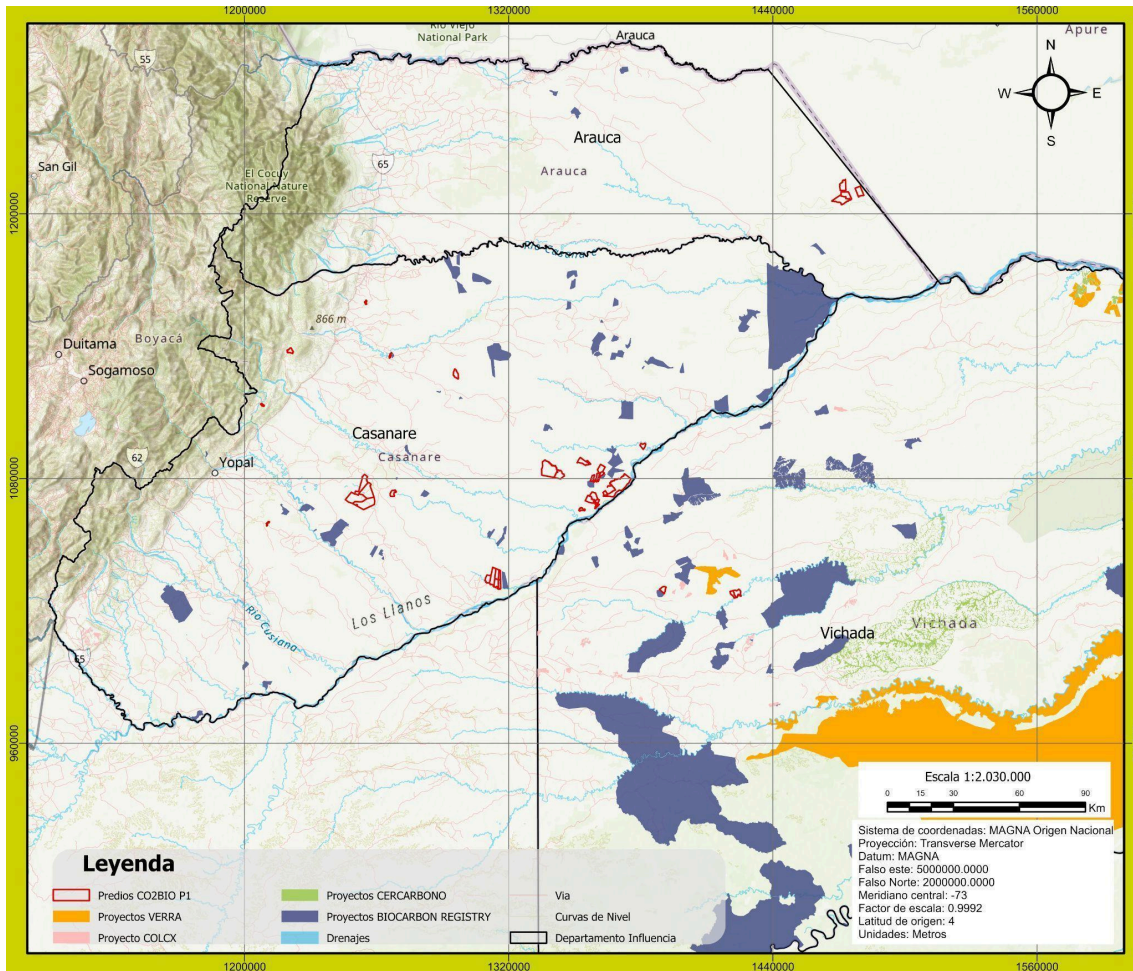 1200000 1320000 1440000 1560000
Arauca
Apure
National Park
55
N
W E
S
Arauca
San Gil
65
Arauca
El Cocuy
National Nature
Reserve
1200000
866 m
Boyacá
Duitama
Sogamoso
Casanare
62
Casanare
Yopal
1080000
Los Llanos
Río Cusiana
Vichada
Vichada
65
960000
Escala 1:2.030.000
0 15 30 60 90
Km
Sistema de coordenadas: MAGNA Origen Nacional
Proyección: Transverse Mercator
Datum: MAGNA
Falso este: 5000000.0000
Falso Norte: 2000000.0000
Meridiano central: -73
Factor de escala: 0.9992
Latitud de origen: 4
Unidades: Metros
Leyenda
Predios CO2BIO P1
Proyectos VERRA
Proyecto COLCX
Proyectos CERCARBONO
Proyectos BIOCARBON REGISTRY
Drenajes
Via
Curvas de Nivel
Departamento Influencia
1200000 1320000 1440000 1560000